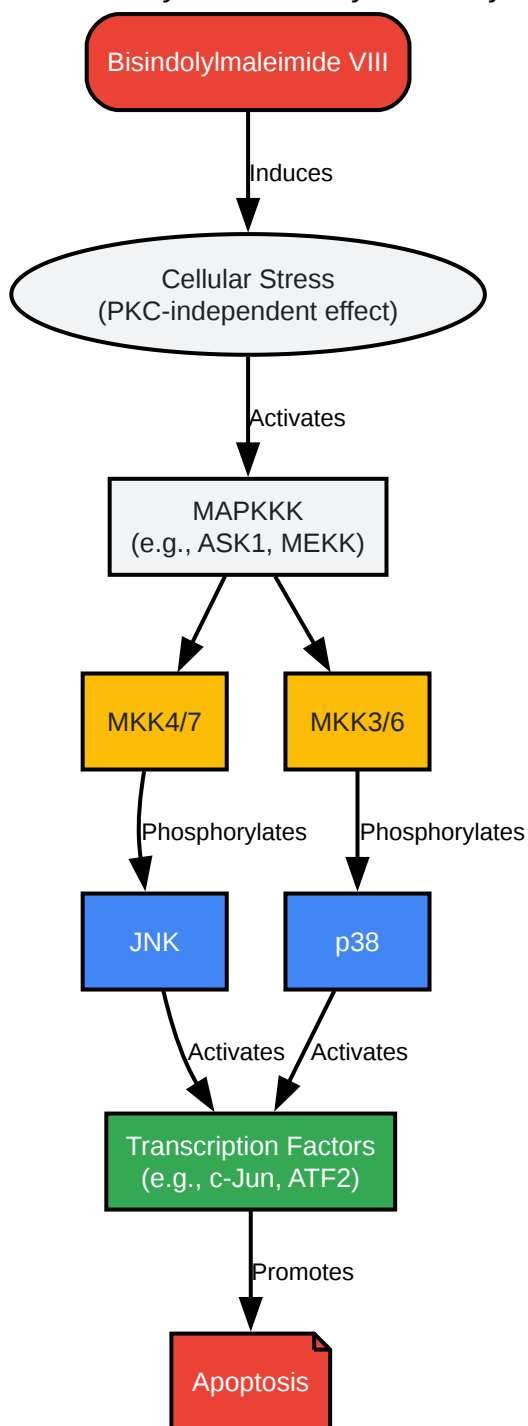 Bisindolylmaleimide VIII
Induces
Cellular Stress
(PKC-independent effect)
Activates
MAPKKK
(e.g., ASK1, MEKK)
MKK4/7
MKK3/6
Phosphorylates
Phosphorylates
JNK
p38
Activates
Activates
Transcription Factors
(e.g., c-Jun, ATF2)
Promotes
Apoptosis